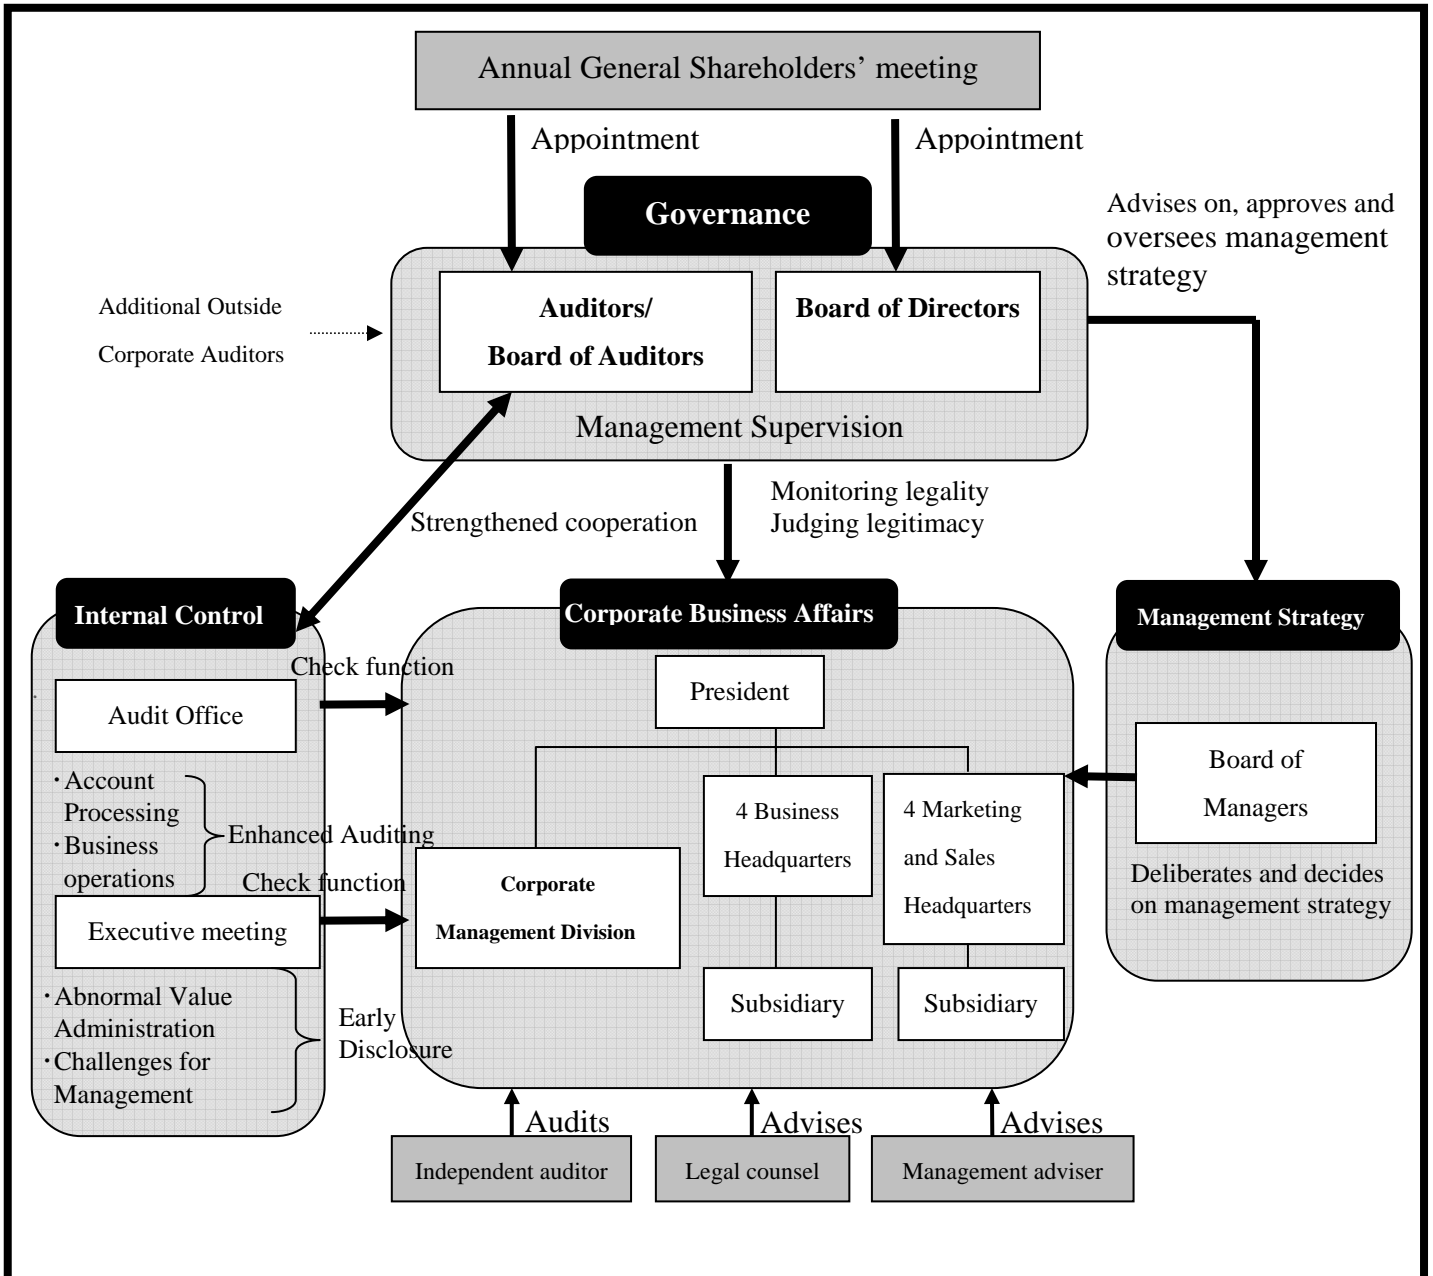 Annual General Shareholders’ meeting
Appointment
Appointment
Governance
Advises on, approves and
oversees management
strategy
Additional Outside
Corporate Auditors
Auditors/
Board of Auditors
Board of Directors
Management Supervision
Strengthened cooperation
Monitoring legality
Judging legitimacy
Internal Control
Check function
Audit Office
・Account
Processing
・Business
operations
Enhanced Auditing
Check function
Executive meeting
・Abnormal Value
Administration
・Challenges for
Management
Early
Disclosure
Corporate Business Affairs
President
Corporate
Management Division
4 Business
Headquarters
4 Marketing
and Sales
Headquarters
Subsidiary
Subsidiary
Management Strategy
Board of
Managers
Deliberates and decides
on management strategy
Audits
Advises
Advises
Independent auditor
Legal counsel
Management adviser